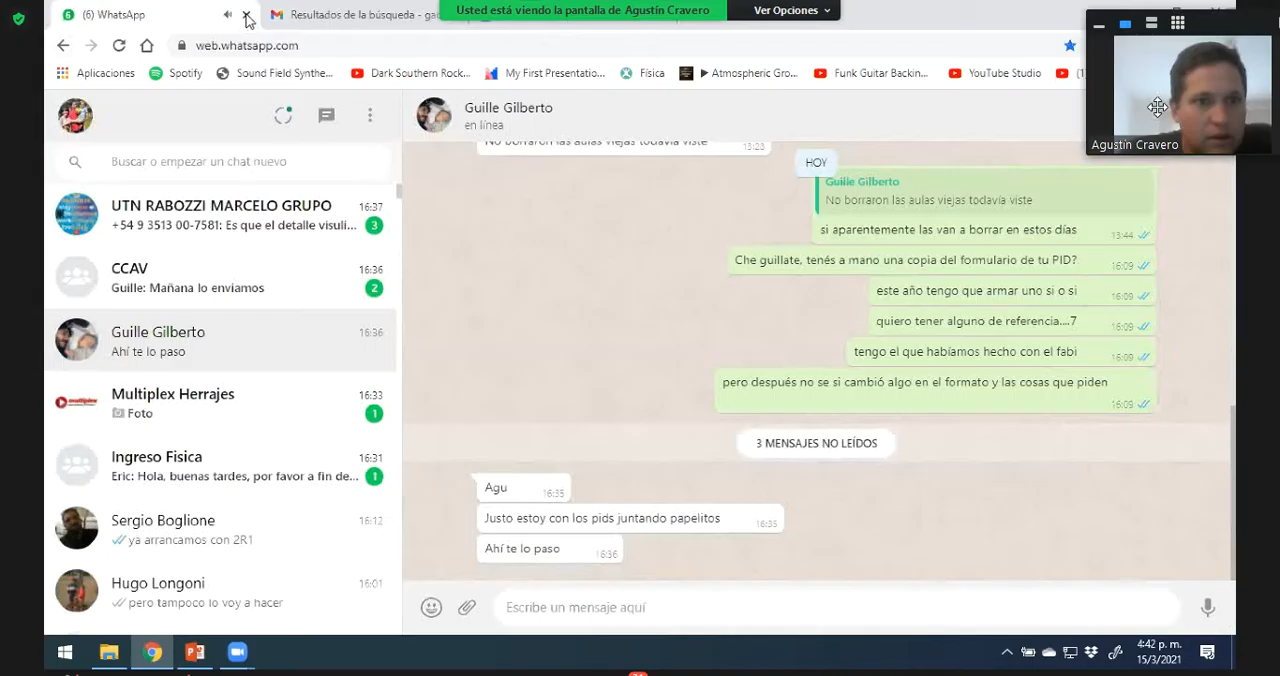 (6) WhatsApp
Resultados de la búsqueda - gau
Usted está viendo la pantalla de Agustín Cravero
Ver Opciones
web.whatsapp.com
Aplicaciones
Spotify
Sound Field Synthe...
Dark Southern Rock...
My First Presentatio...
Física
Atmospheric Gro...
Funk Guitar Backin...
YouTube Studio
Agustín Cravero
Guille Gilberto
en línea
Buscar o empezar un chat nuevo
UTN RABOZZI MARCELO GRUPO 16:37
+54 9 3513 00-7581: Es que el detalle visuli... 3
CCAV 16:36
Guille: Mañana lo enviamos 2
Guille Gilberto 16:36
Ahí te lo paso
Multiplex Herrajes 16:33
Foto 1
Ingreso Fisica 16:31
Eric: Hola, buenas tardes, por favor a fin de... 1
Sergio Boglione 16:12
ya arrancamos con 2R1
Hugo Longoni 16:01
pero tampoco lo voy a hacer
No borraron las aulas viejas todavía viste 13:23
HOY
Guille Gilberto
No borraron las aulas viejas todavía viste
si aparentemente las van a borrar en estos días 13:44
Che guillate, tenés a mano una copia del formulario de tu PID? 16:09
este año tengo que armar uno si o si 16:09
quiero tener alguno de referencia....7 16:09
tengo el que habíamos hecho con el fabi 16:09
pero después no se si cambió algo en el formato y las cosas que piden 16:09
3 MENSAJES NO LEÍDOS
Agu 16:35
Justo estoy con los pids juntando papelitos 16:35
Ahí te lo paso 16:36
Escribe un mensaje aquí
4:42 p. m.
15/3/2021